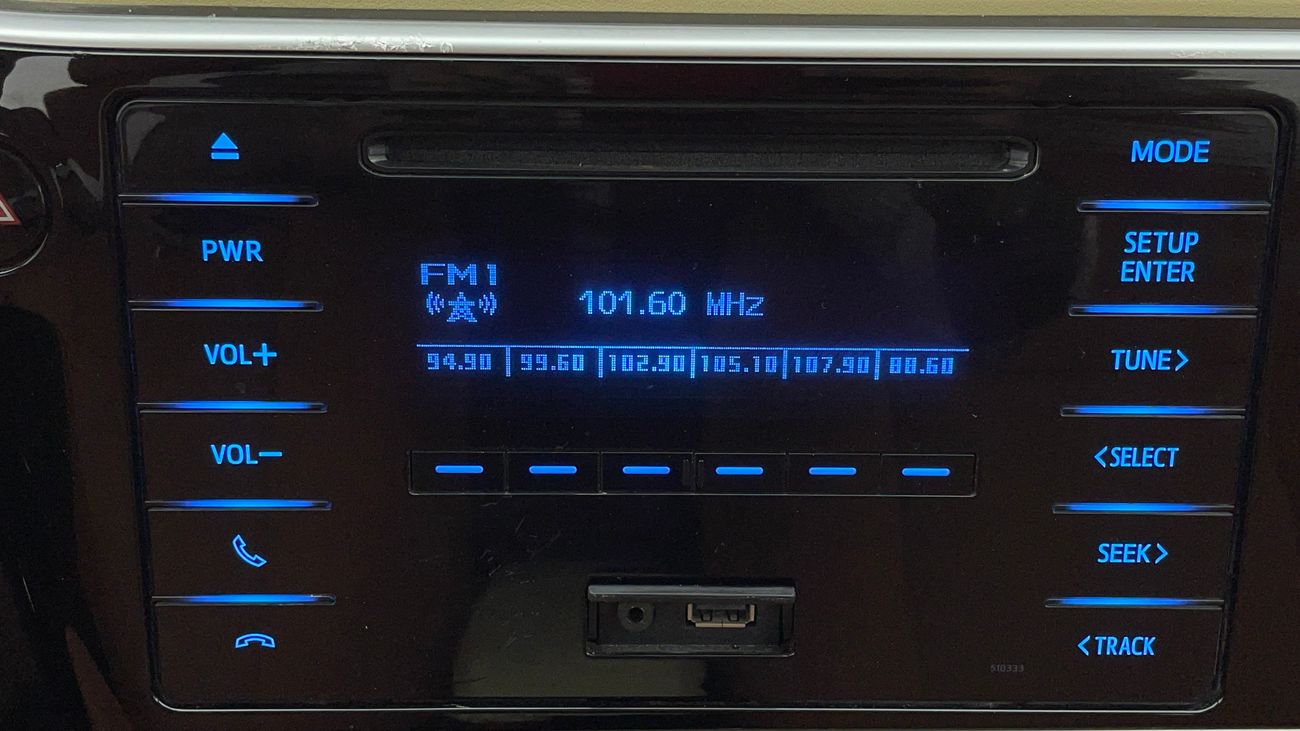 MODE
PWR
SETUP
ENTER
FM1
101.60 MHz
VOL+
94.90 99.60 102.90 105.10 107.90 88.60
TUNE>
VOL-
<SELECT
SEEK>
<TRACK
510333